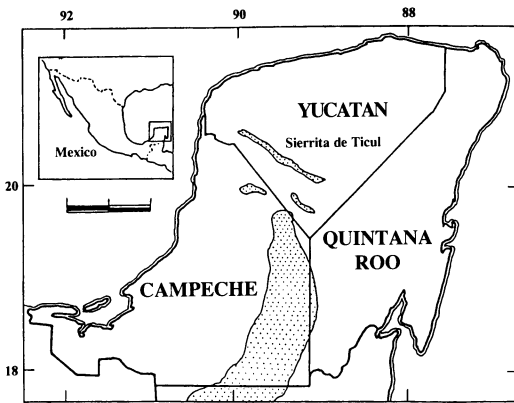 92
90
88
YUCATAN
Sierrita de Ticul
Mexico
20
QUINTANA
ROO
CAMPECHE
18